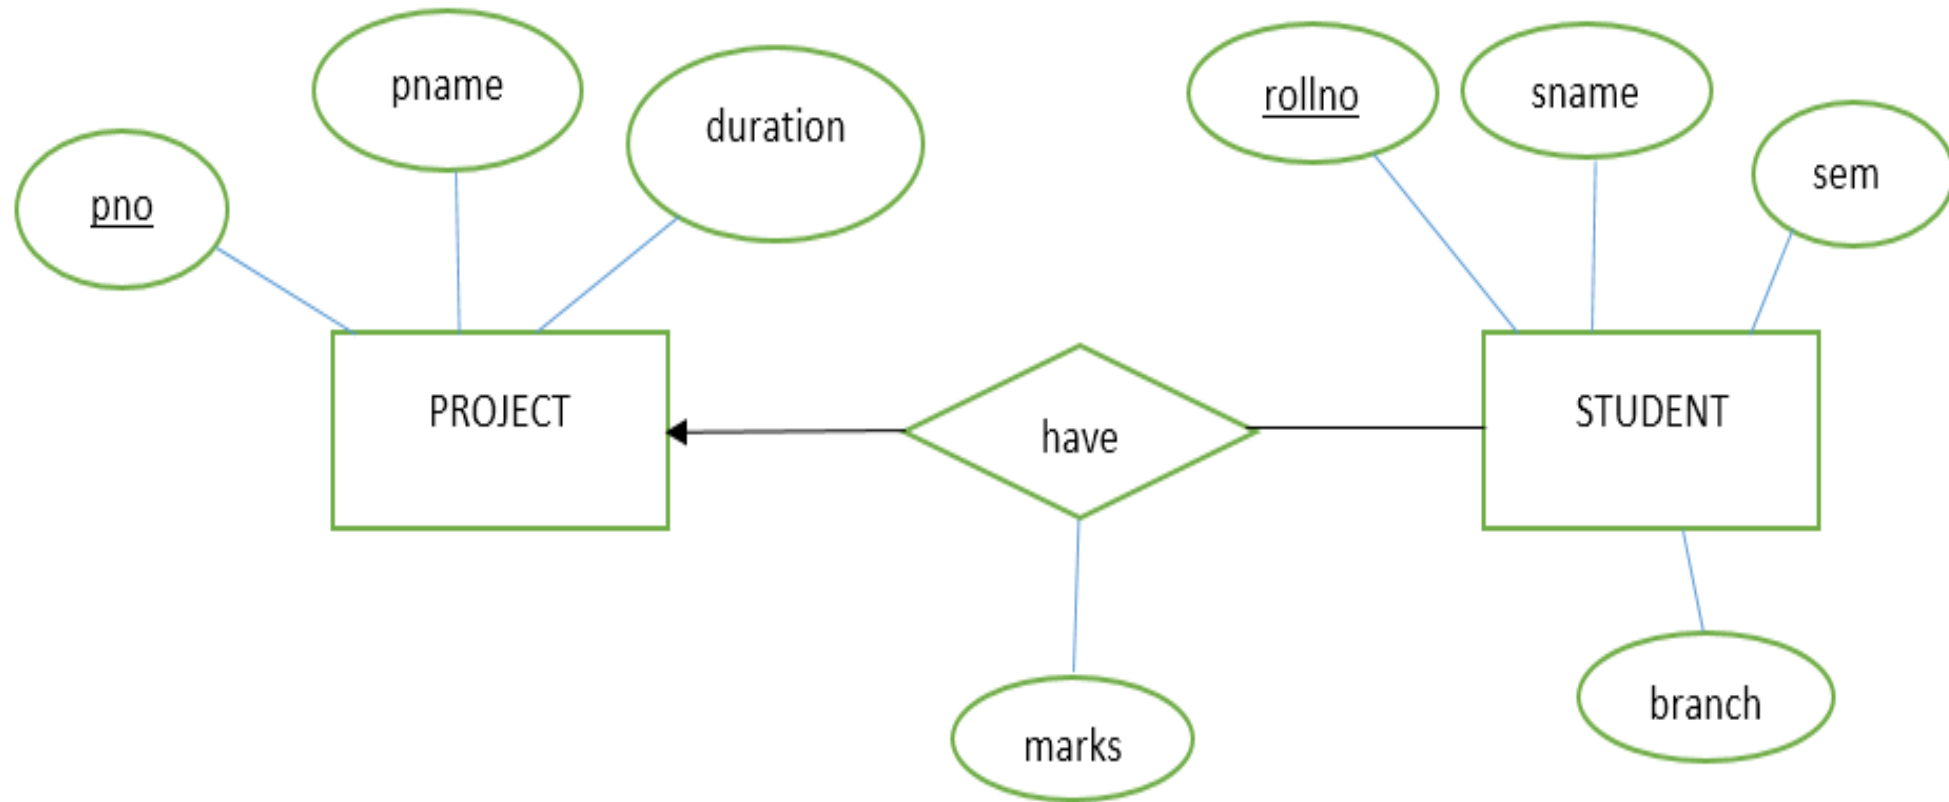 pname
duration
pno
rollno
sname
sem
PROJECT
have
STUDENT
marks
branch